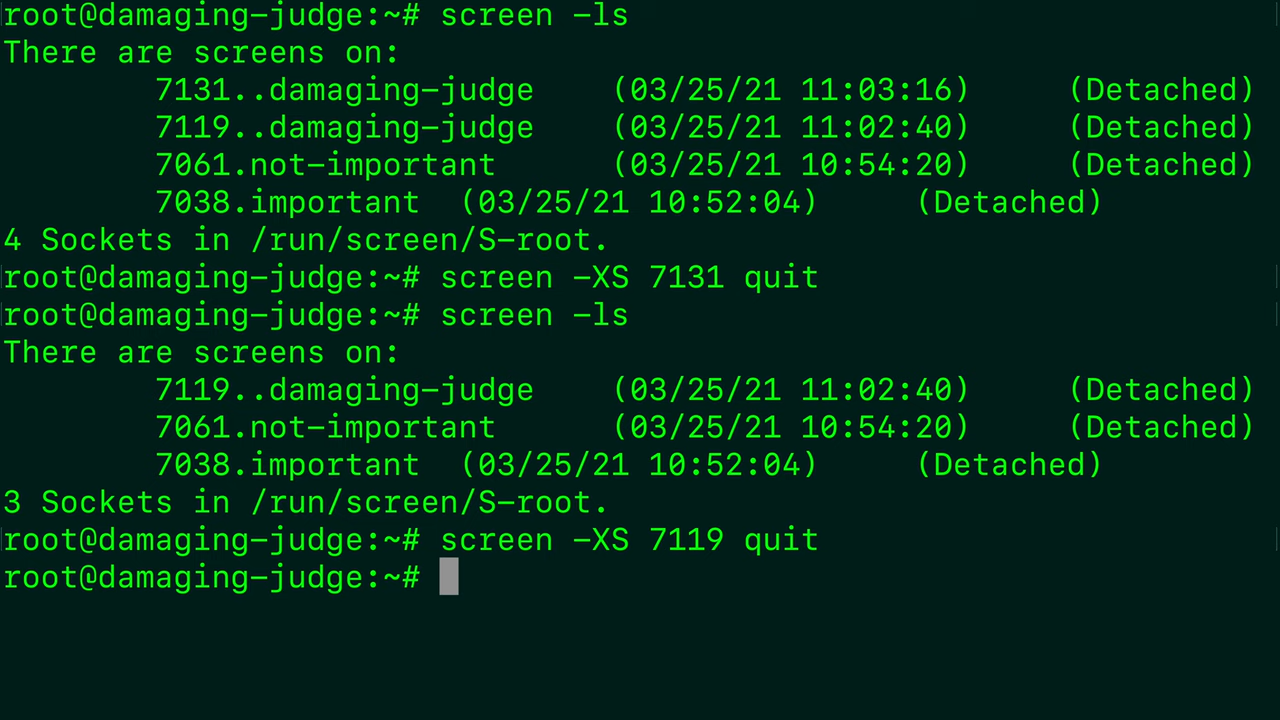 root@damaging-judge:~# screen -ls
There are screens on:
        7131..damaging-judge    (03/25/21 11:03:16)     (Detached)
        7119..damaging-judge    (03/25/21 11:02:40)     (Detached)
        7061.not-important      (03/25/21 10:54:20)     (Detached)
        7038.important  (03/25/21 10:52:04)     (Detached)
4 Sockets in /run/screen/S-root.
root@damaging-judge:~# screen -XS 7131 quit
root@damaging-judge:~# screen -ls
There are screens on:
        7119..damaging-judge    (03/25/21 11:02:40)     (Detached)
        7061.not-important      (03/25/21 10:54:20)     (Detached)
        7038.important  (03/25/21 10:52:04)     (Detached)
3 Sockets in /run/screen/S-root.
root@damaging-judge:~# screen -XS 7119 quit
root@damaging-judge:~#